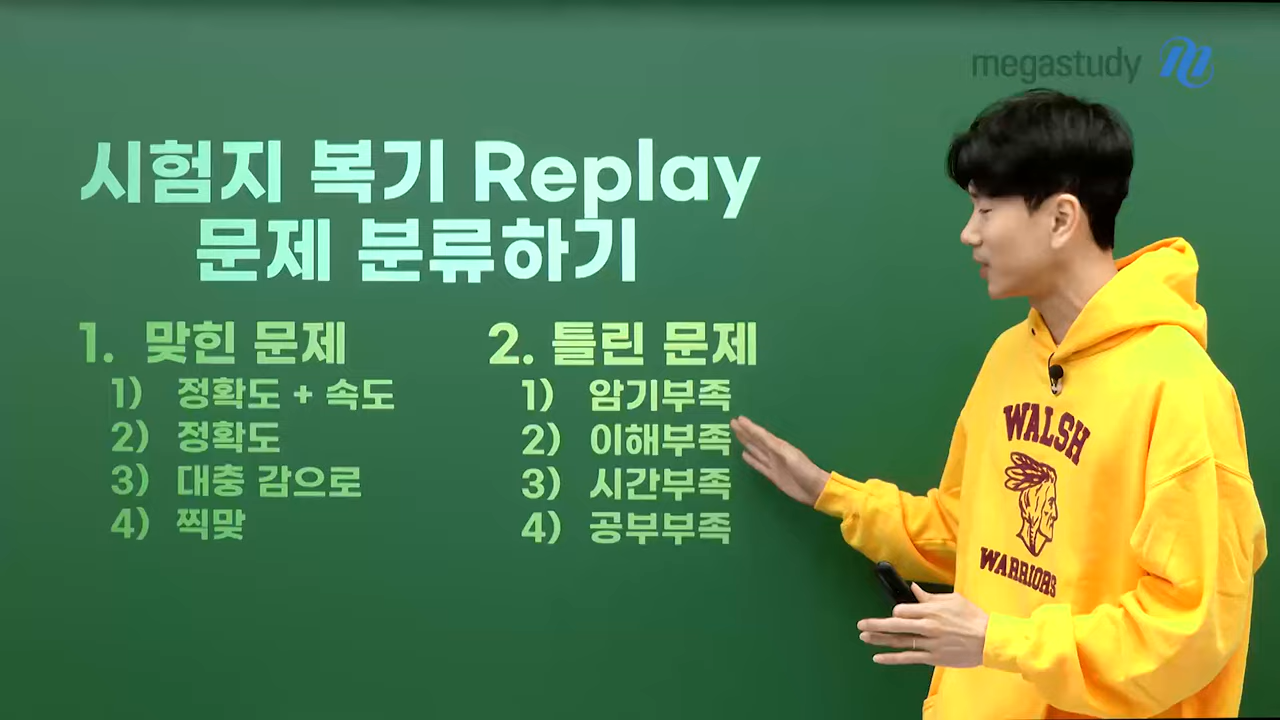 megastudy
시험지 복기 Replay
문제 분류하기
1. 맞힌 문제
1) 정확도 + 속도
2) 정확도
3) 대충 감으로
4) 찍맞
2. 틀린 문제
1) 암기부족
2) 이해부족
3) 시간부족
4) 공부부족
WALSH
WARRIORS